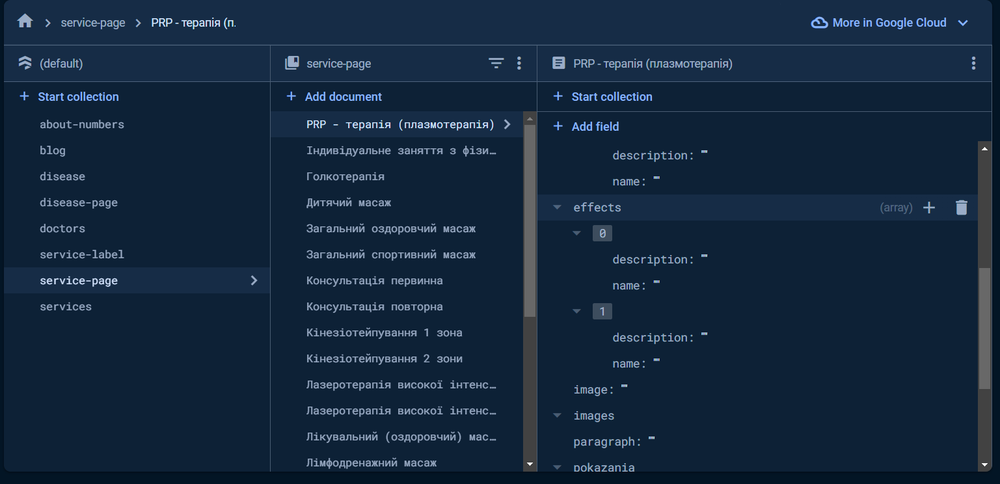 service-page
PRP - терапія (п.
More in Google Cloud
(default)
service-page
PRP - терапія (плазмотерапія)
+ Start collection
about-numbers
blog
disease
disease-page
doctors
service-label
service-page
services
+ Add document
PRP - терапія (плазмотерапія)
Індивідуальне заняття з фізи…
Голкотерапія
Дитячий масаж
Загальний оздоровчий масаж
Загальний спортивний масаж
Консультація первинна
Консультація повторна
Кінезіотейпування 1 зона
Кінезіотейпування 2 зони
Лазеротерапія високої інтенс…
Лазеротерапія високої інтенс…
Лікувальний (оздоровчий) мас…
Лімфодренажний масаж
+ Start collection
+ Add field
description: ""
name: ""
effects (array)
0
description: ""
name: ""
1
description: ""
name: ""
image: ""
images
paragraph: ""
pokazania